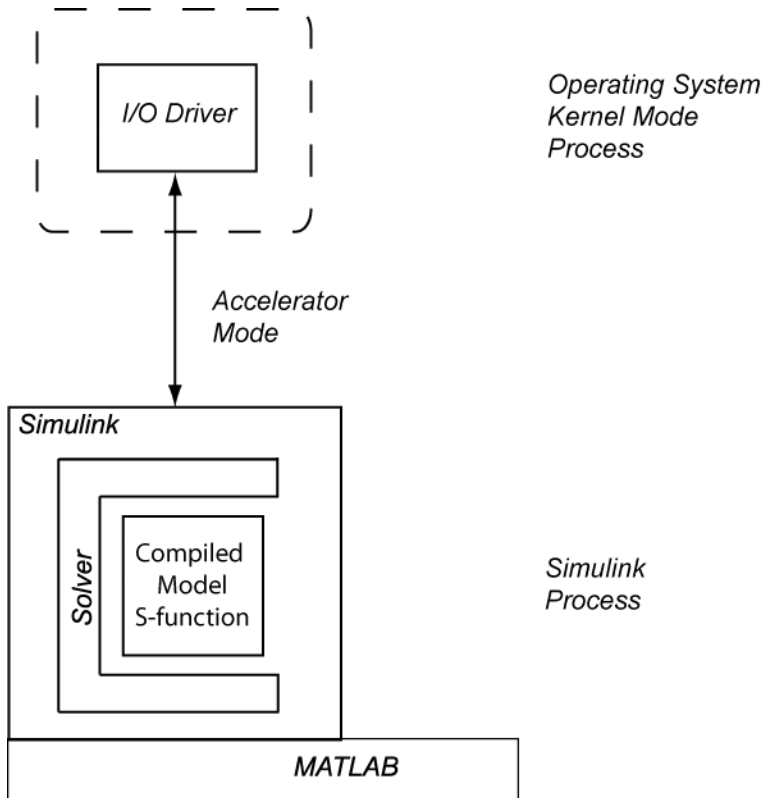 I/O Driver
Operating System
Kernel Mode
Process
Accelerator
Mode
Simulink
Solver
Compiled
Model
S-function
Simulink
Process
MATLAB